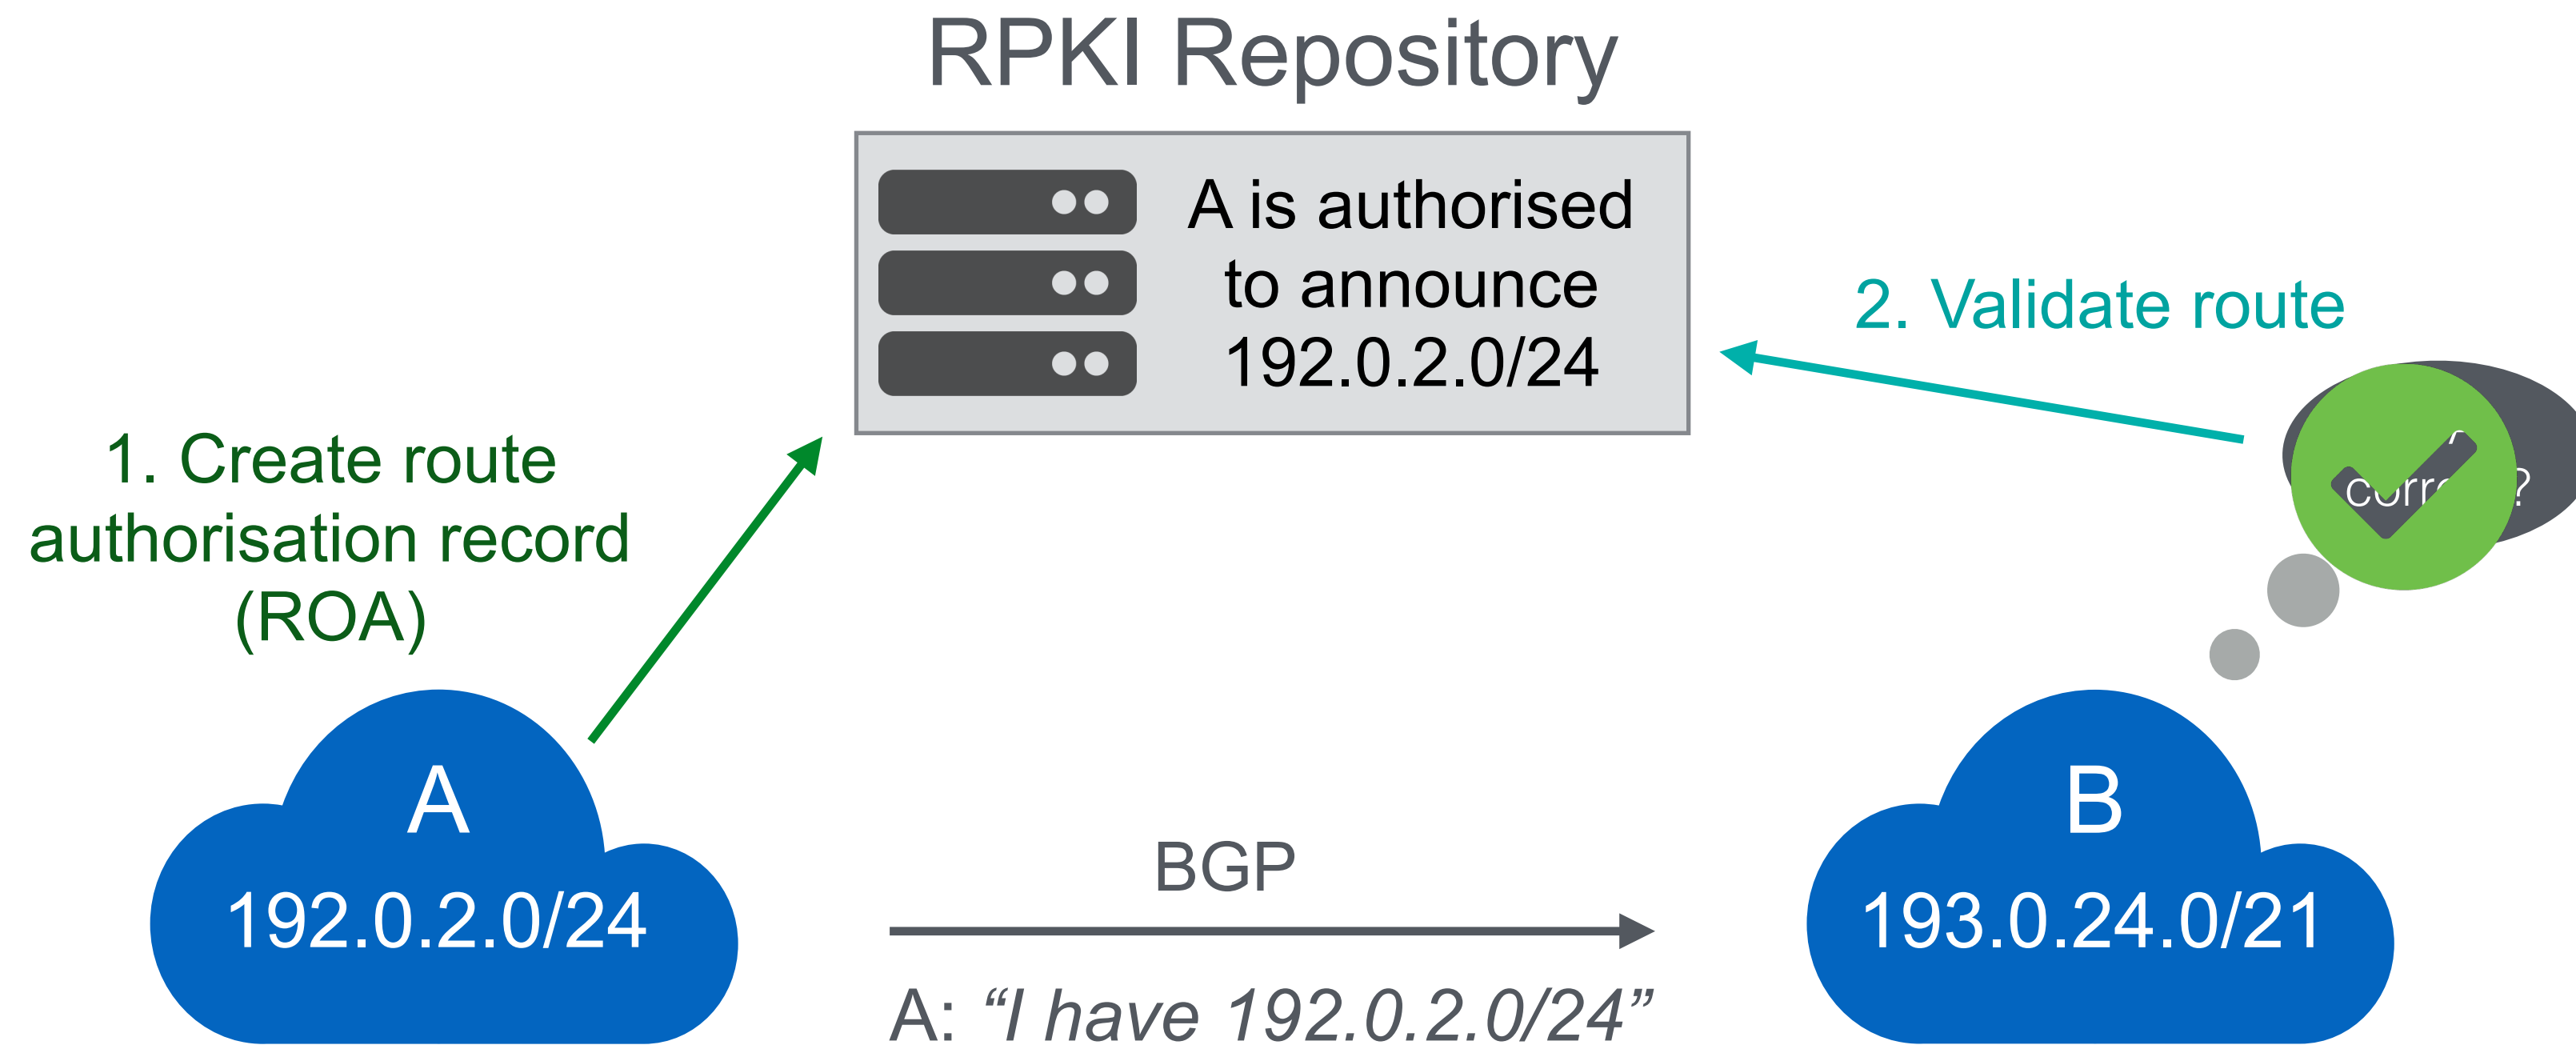 RPKI Repository
A is authorised
to announce
192.0.2.0/24
2. Validate route
1. Create route
authorisation record
(ROA)
A
192.0.2.0/24
BGP
A: “I have 192.0.2.0/24”
B
193.0.24.0/21